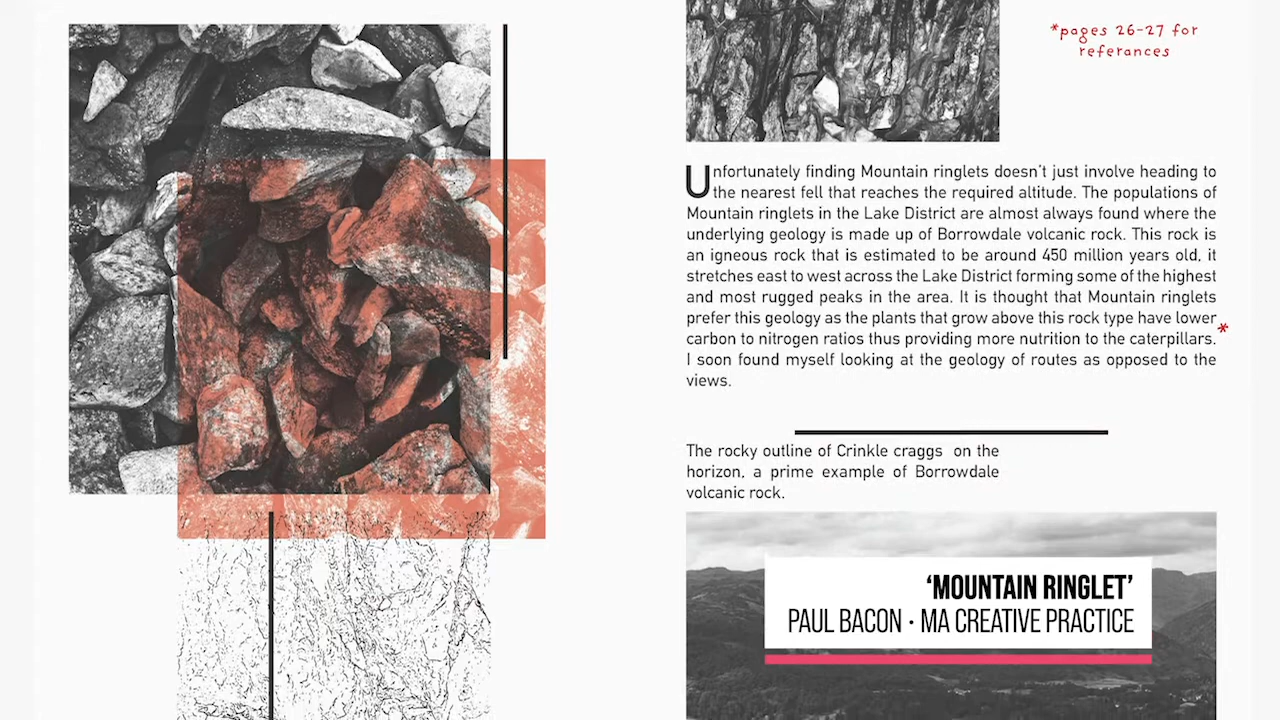 *pages 26-27 for
referances
Unfortunately finding Mountain ringlets doesn't just involve heading to
the nearest fell that reaches the required altitude. The populations of
Mountain ringlets in the Lake District are almost always found where the
underlying geology is made up of Borrowdale volcanic rock. This rock is
an igneous rock that is estimated to be around 450 million years old, it
stretches east to west across the Lake District forming some of the highest
and most rugged peaks in the area. It is thought that Mountain ringlets
prefer this geology as the plants that grow above this rock type have lower
carbon to nitrogen ratios thus providing more nutrition to the caterpillars.*
I soon found myself looking at the geology of routes as opposed to the
views.
The rocky outline of Crinkle craggs on the
horizon, a prime example of Borrowdale
volcanic rock.
‘MOUNTAIN RINGLET’
PAUL BACON · MA CREATIVE PRACTICE